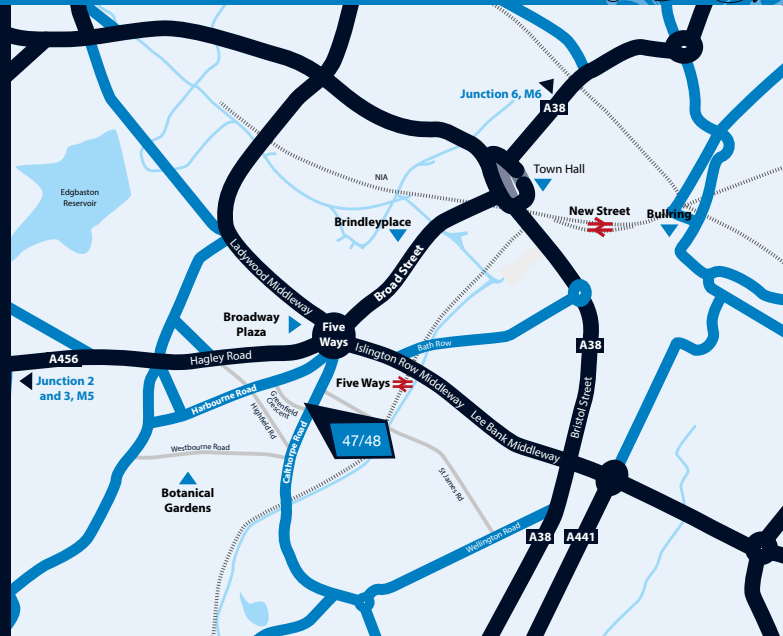 Junction 6, M6
A38
Town Hall
NIA
Edgbaston
Reservoir
New Street
Bullring
Brindleyplace
Ladywood Middleway
Broad Street
Broadway
Plaza
Five
Ways
Bath Row
A38
A456
Hagley Road
Islington Row Middleway
Junction 2
and 3, M5
Five Ways
Harbourne Road
Greenfield
Crescent
Highfield Rd
Calthorpe Road
Bristol Street
Lee Bank Middleway
47/48
Westbourne Road
St James Rd
Botanical
Gardens
Wellington Road
A38
A441